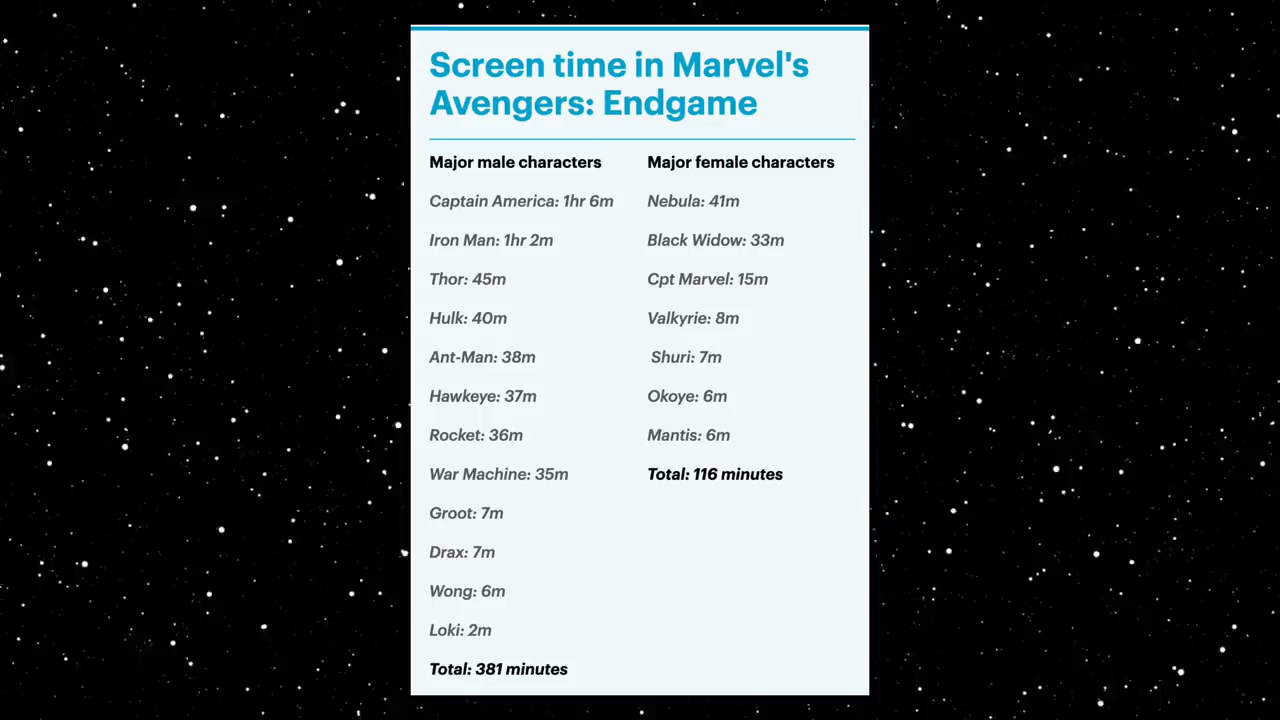 Screen time in Marvel's
Avengers: Endgame
Major male characters
Captain America: 1hr 6m
Iron Man: 1hr 2m
Thor: 45m
Hulk: 40m
Ant-Man: 38m
Hawkeye: 37m
Rocket: 36m
War Machine: 35m
Groot: 7m
Drax: 7m
Wong: 6m
Loki: 2m
Total: 381 minutes
Major female characters
Nebula: 41m
Black Widow: 33m
Cpt Marvel: 15m
Valkyrie: 8m
Shuri: 7m
Okoye: 6m
Mantis: 6m
Total: 116 minutes